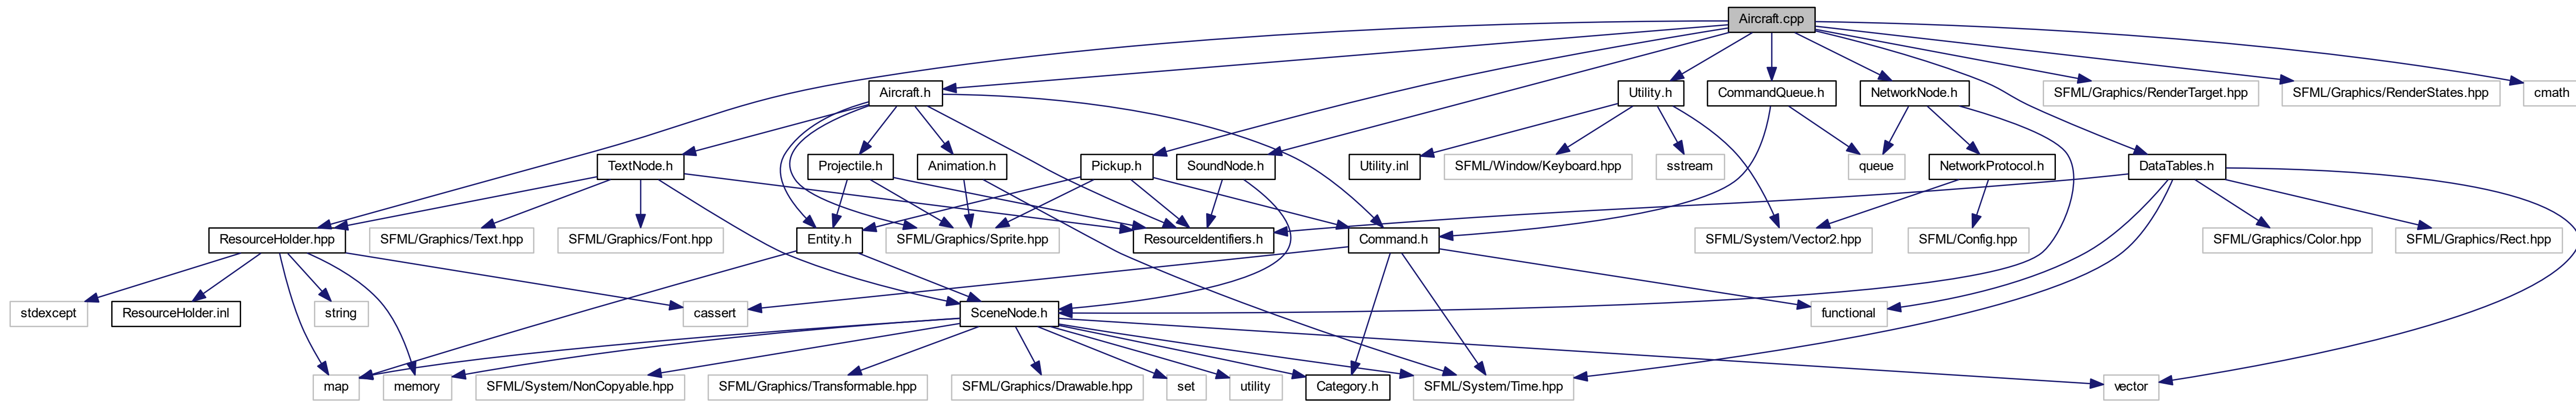 Aircraft.cpp
Aircraft.h
Utility.h
CommandQueue.h
NetworkNode.h
SFML/Graphics/RenderTarget.hpp
SFML/Graphics/RenderStates.hpp
cmath
TextNode.h
Projectile.h
Animation.h
Pickup.h
SoundNode.h
Utility.inl
SFML/Window/Keyboard.hpp
sstream
queue
NetworkProtocol.h
DataTables.h
ResourceHolder.hpp
SFML/Graphics/Text.hpp
SFML/Graphics/Font.hpp
Entity.h
SFML/Graphics/Sprite.hpp
ResourceIdentifiers.h
Command.h
SFML/System/Vector2.hpp
SFML/Config.hpp
SFML/Graphics/Color.hpp
SFML/Graphics/Rect.hpp
stdexcept
ResourceHolder.inl
string
cassert
SceneNode.h
functional
map
memory
SFML/System/NonCopyable.hpp
SFML/Graphics/Transformable.hpp
SFML/Graphics/Drawable.hpp
set
utility
Category.h
SFML/System/Time.hpp
vector